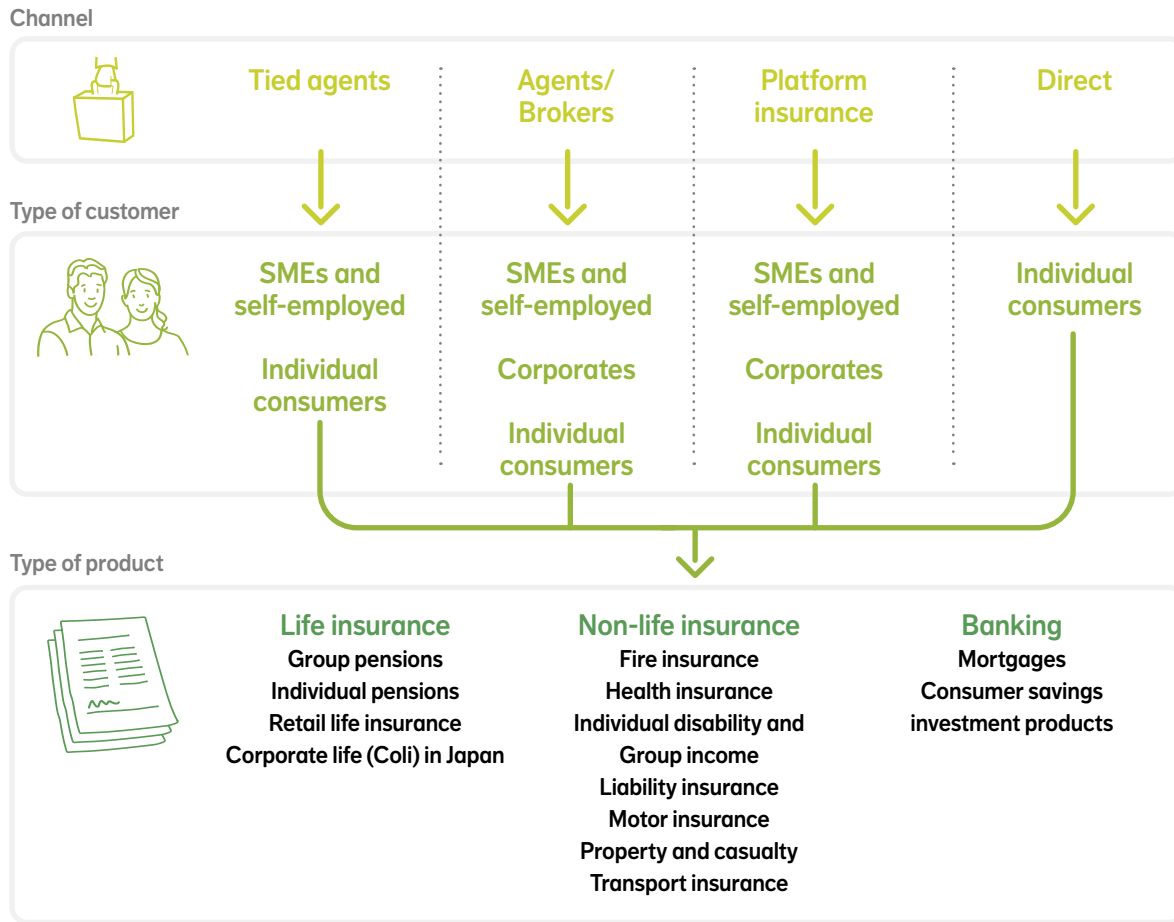 Channel
Tied agents
Agents/
Brokers
Platform
insurance
Direct
Type of customer
SMEs and
self-employed
Individual
consumers
SMEs and
self-employed
Corporates
Individual
consumers
SMEs and
self-employed
Corporates
Individual
consumers
Individual
consumers
Type of product
Life insurance
Group pensions
Individual pensions
Retail life insurance
Corporate life (Coli) in Japan
Non-life insurance
Fire insurance
Health insurance
Individual disability and
Group income
Liability insurance
Motor insurance
Property and casualty
Transport insurance
Banking
Mortgages
Consumer savings
investment products